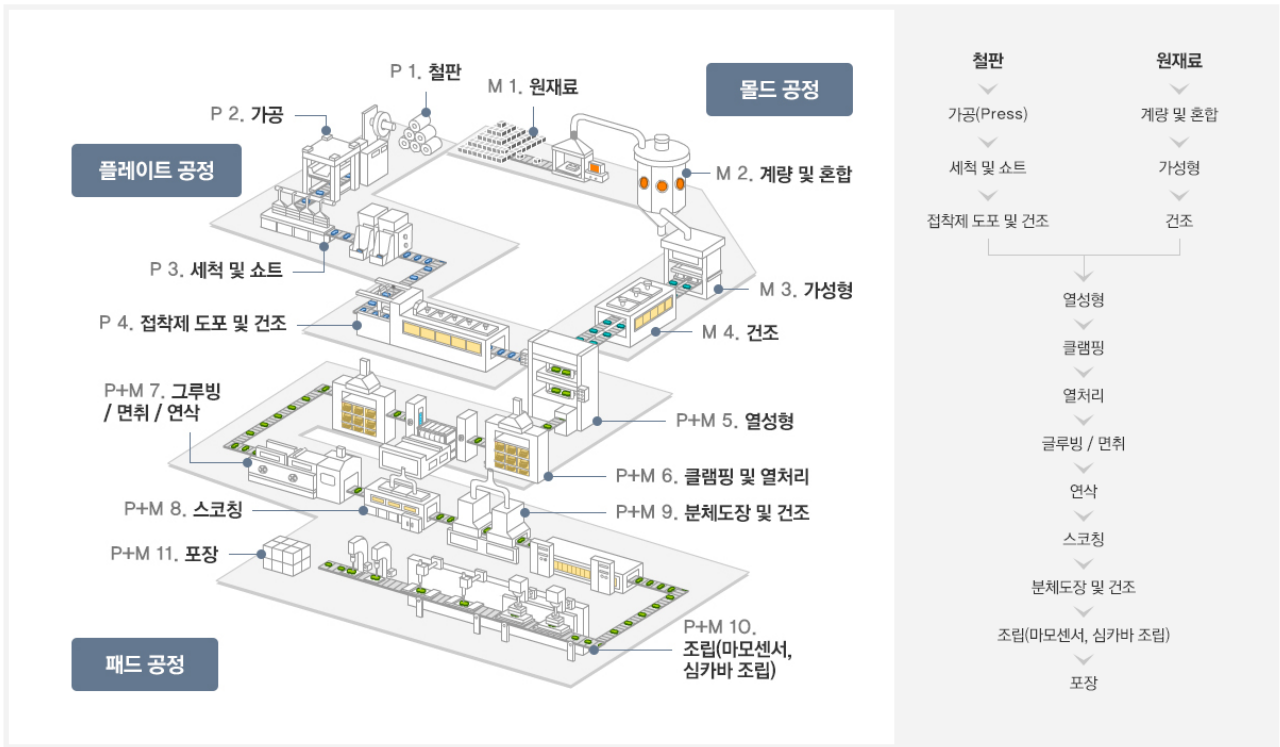 P 1. 철판
M 1. 원재료
몰드 공정
P 2. 가공
플레이트 공정
M 2. 계량 및 혼합
P 3. 세척 및 쇼트
M 3. 가성형
P 4. 접착제 도포 및 건조
M 4. 건조
P+M 7. 그루빙
/ 면취 / 연삭
P+M 5. 열성형
P+M 6. 클램핑 및 열처리
P+M 8. 스코칭
P+M 9. 분체도장 및 건조
P+M 11. 포장
P+M 10.
조립(마모센서,
심카바 조립)
패드 공정
철판
원재료
가공(Press)
계량 및 혼합
세척 및 쇼트
가성형
접착제 도포 및 건조
건조
열성형
클램핑
열처리
글루빙 / 면취
연삭
스코칭
분체도장 및 건조
조립(마모센서, 심카바 조립)
포장